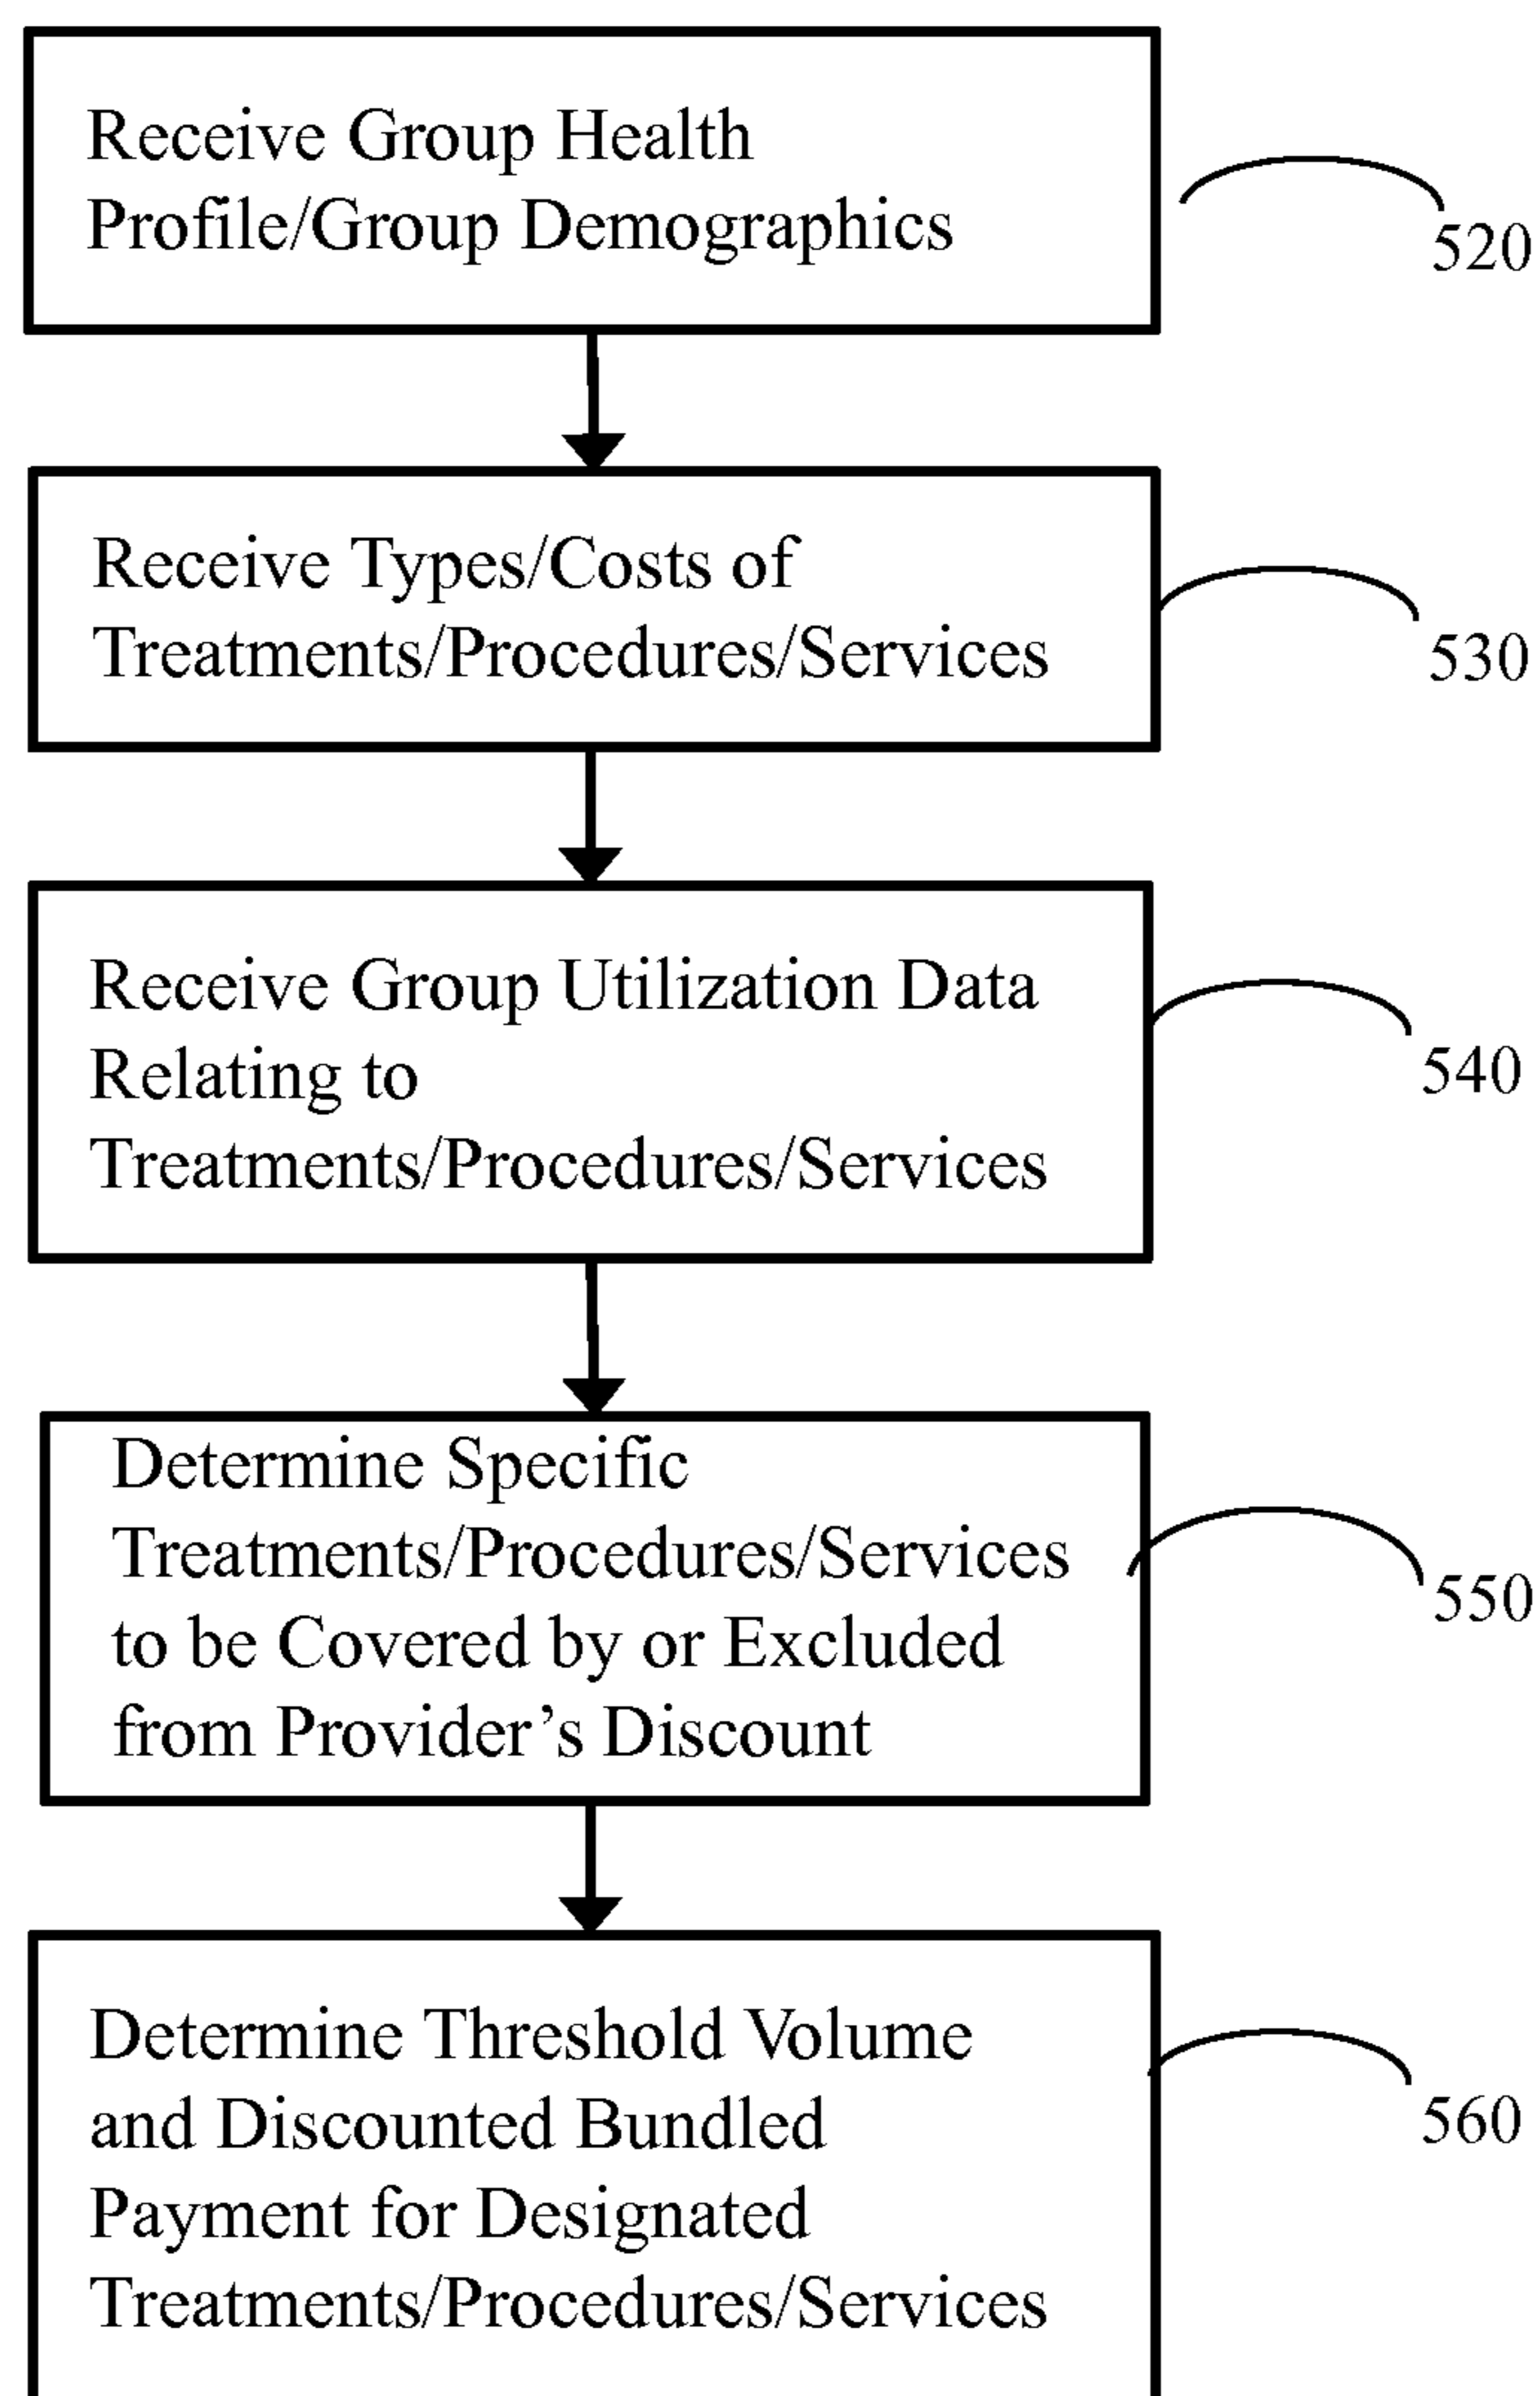 Receive Group Health
Profile/Group Demographics
520
Receive Types/Costs of
Treatments/Procedures/Services
530
Receive Group Utilization Data
Relating to
Treatments/Procedures/Services
540
Determine Specific
Treatments/Procedures/Services
to be Covered by or Excluded
from Provider’s Discount
550
Determine Threshold Volume
and Discounted Bundled
Payment for Designated
Treatments/Procedures/Services
560